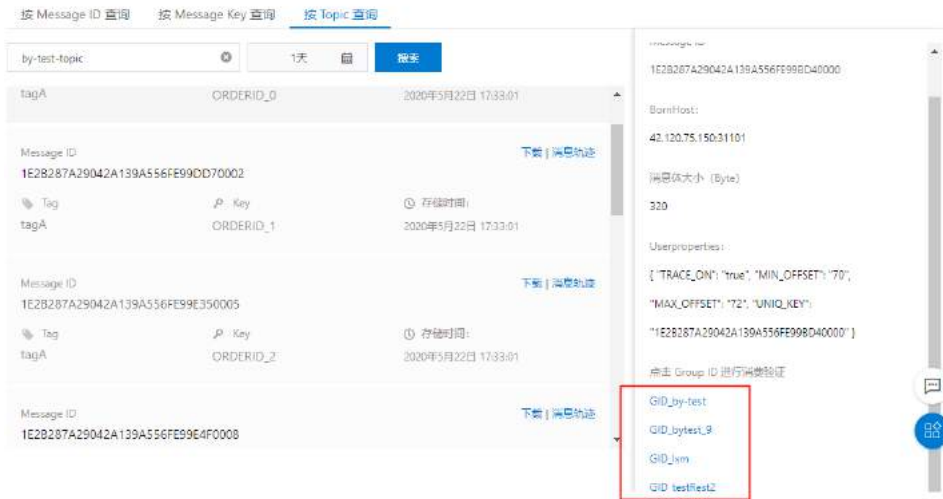 按 Message ID 查询
按 Message Key 查询
按 Topic 查询
by-test-topic
1天
搜索
tagA
ORDERID_0
2020年5月22日 17:33:01
Message ID
下载 | 消息轨迹
1E2B287A29042A139A556FE99DD70002
Tag
Key
存储时间:
tagA
ORDERID_1
2020年5月22日 17:33:01
Message ID
下载 | 消息轨迹
1E2B287A29042A139A556FE99E350005
Tag
Key
存储时间:
tagA
ORDERID_2
2020年5月22日 17:33:01
Message ID
下载 | 消息轨迹
1E2B287A29042A139A556FE99E4F0008
Message ID
1E2B287A29042A139A556FE99BD40000
BornHost:
42.120.75.150:31101
消息体大小 (Byte)
320
Userproperties:
{ "TRACE_ON": "true", "MIN_OFFSET": "70",
"MAX_OFFSET": "72", "UNIQ_KEY":
"1E2B287A29042A139A556FE99BD40000" }
点击 Group ID 进行消费验证
GID_by-test
GID_bytest_9
GID_lxm
GID_testRest2